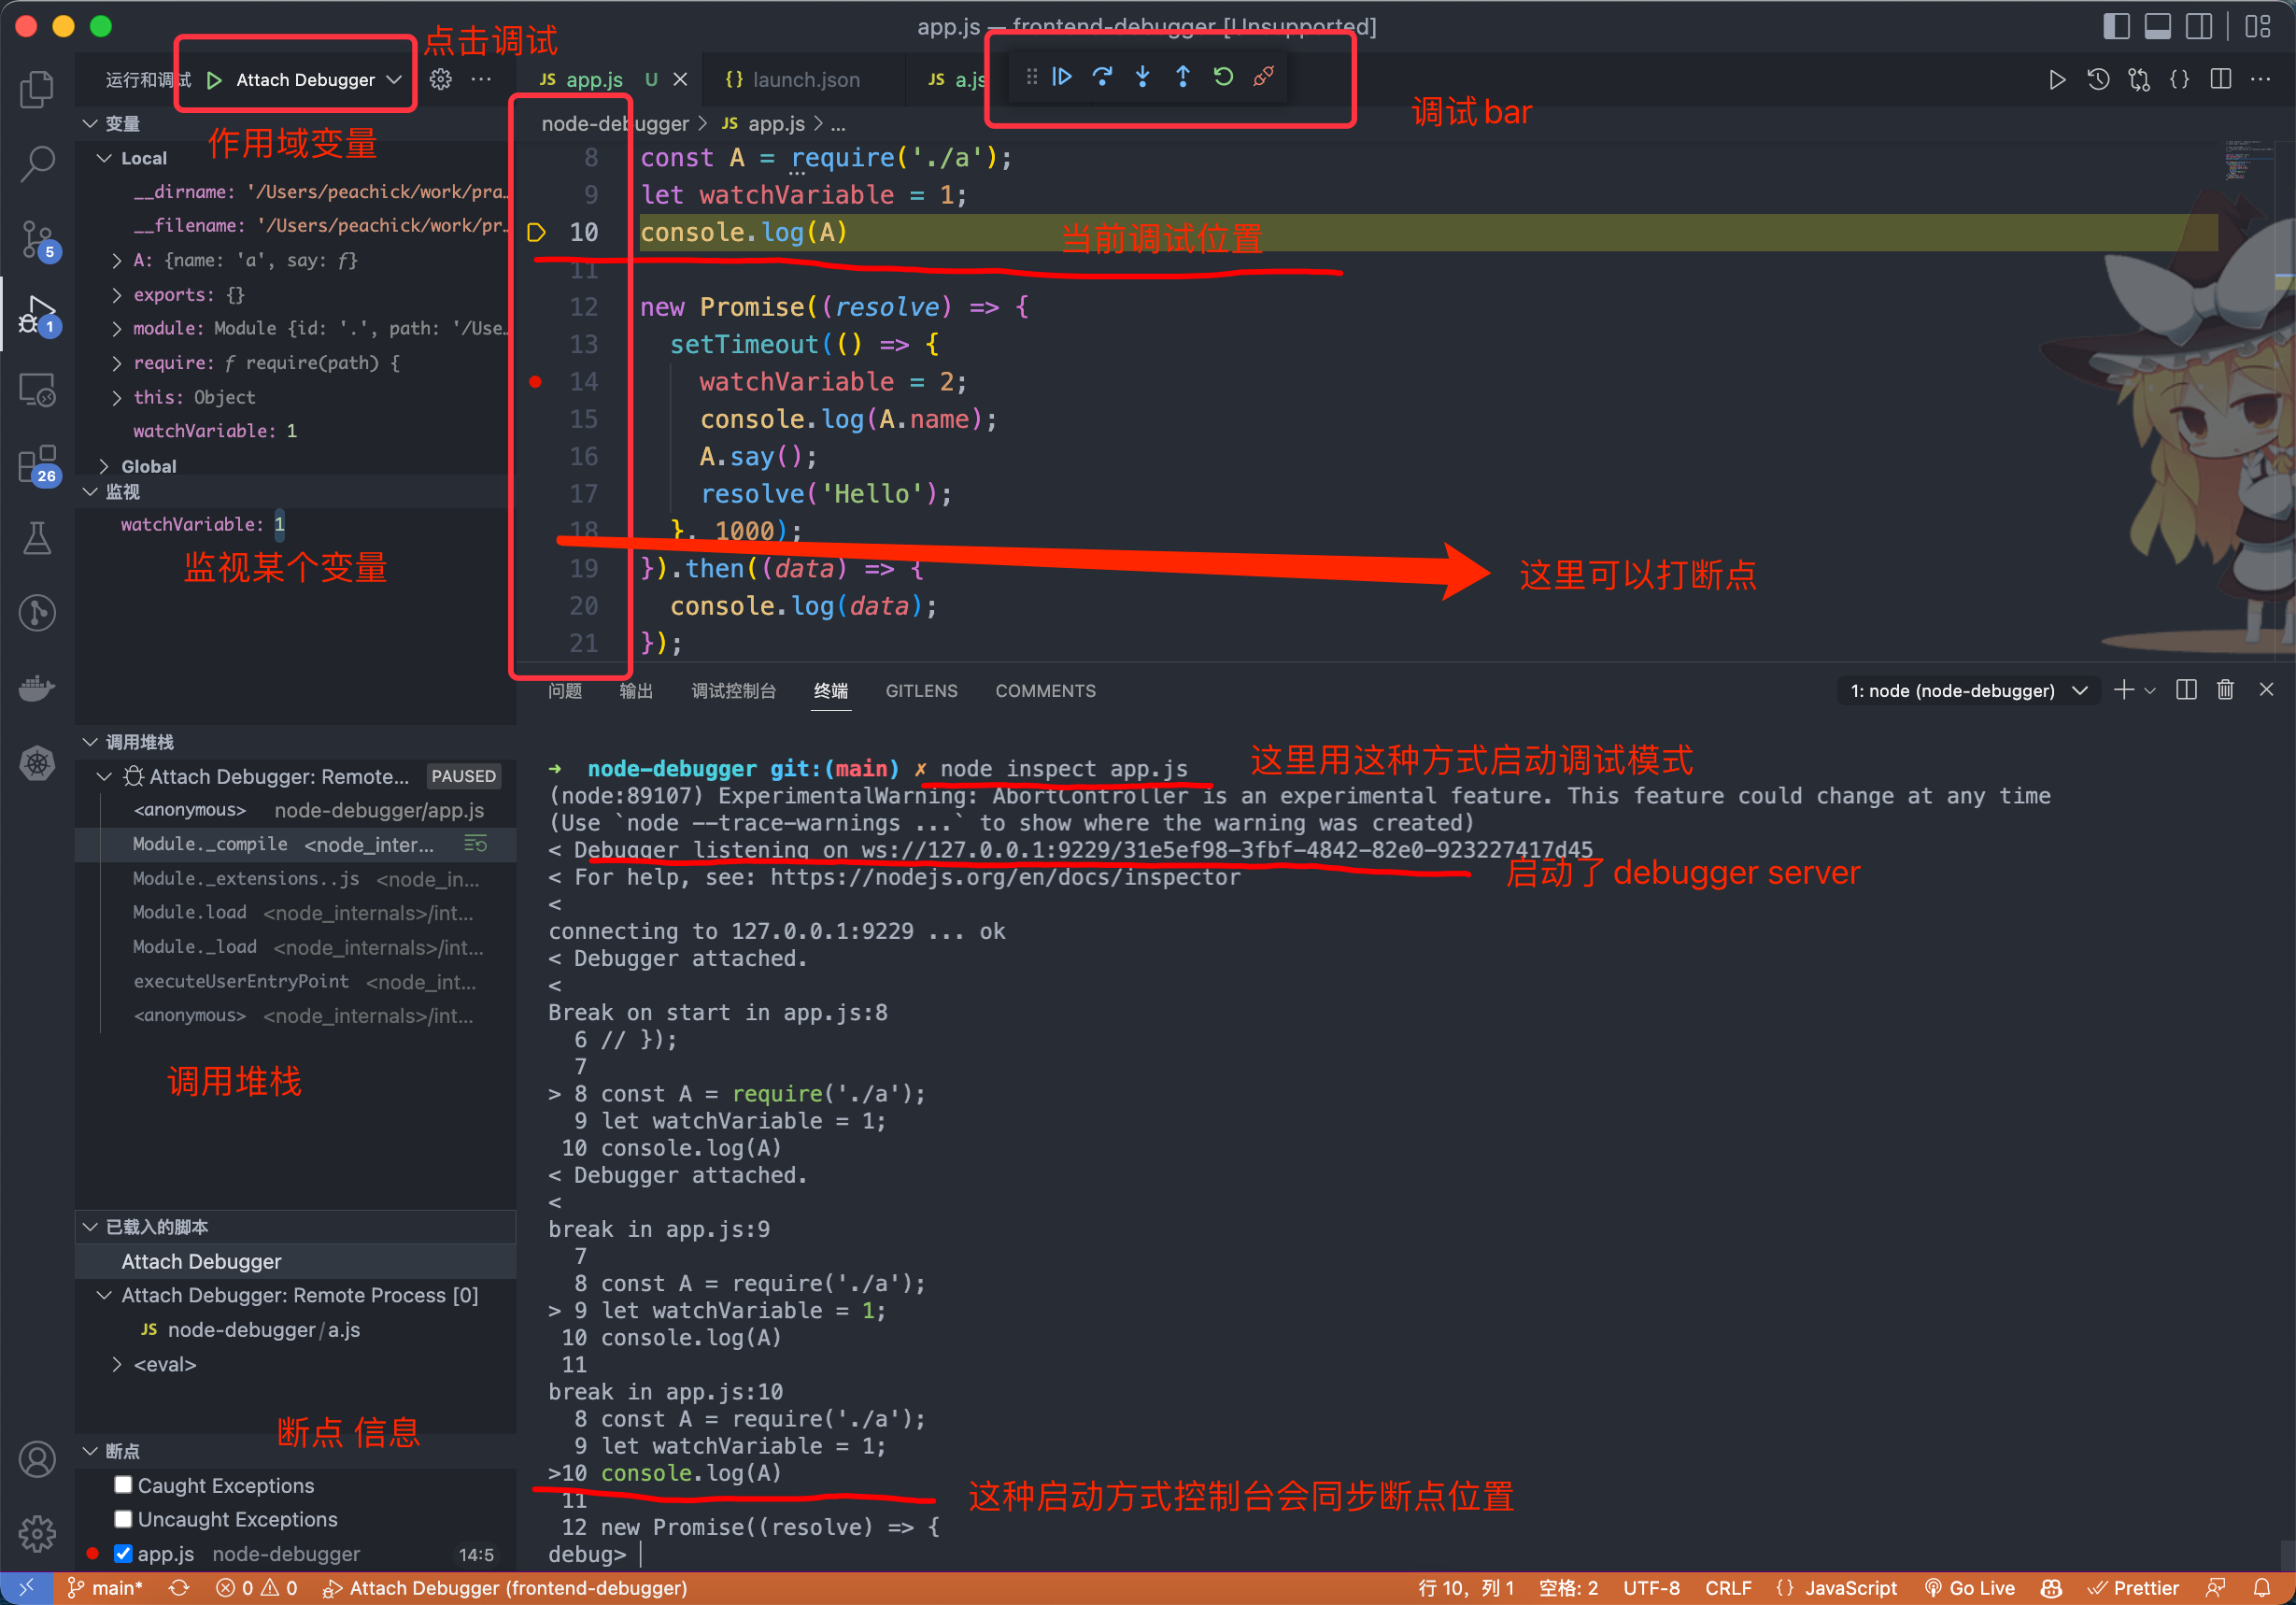 app.js — frontend-debugger [Unsupported]
点击调试
运行和调试 Attach Debugger
JS app.js U
{} launch.json
JS a.js
调试 bar
变量
作用域变量
Local
__dirname: '/Users/peachick/work/pra…
__filename: '/Users/peachick/work/pr…
A: {name: 'a', say: ƒ}
exports: {}
module: Module {id: '.', path: '/Use…
require: ƒ require(path) {
this: Object
watchVariable: 1
Global
监视
watchVariable: 1
监视某个变量
调用堆栈
Attach Debugger: Remote... PAUSED
<anonymous> node-debugger/app.js
Module._compile <node_inter...
Module._extensions..js <node_in...
Module.load <node_internals>/int...
Module._load <node_internals>/int...
executeUserEntryPoint <node_int...
<anonymous> <node_internals>/int...
调用堆栈
已载入的脚本
Attach Debugger
Attach Debugger: Remote Process [0]
JS node-debugger/a.js
<eval>
断点 信息
断点
Caught Exceptions
Uncaught Exceptions
app.js node-debugger 14:5
5
1
26
node-debugger > JS app.js > ...
8 const A = require('./a');
9 let watchVariable = 1;
10 console.log(A)
当前调试位置
11
12 new Promise((resolve) => {
13 setTimeout(() => {
14 watchVariable = 2;
15 console.log(A.name);
16 A.say();
17 resolve('Hello');
18 }, 1000);
19 }).then((data) => {
这里可以打断点
20 console.log(data);
21 });
问题 输出 调试控制台 终端 GITLENS COMMENTS
1: node (node-debugger)
➜ node-debugger git:(main) ✗ node inspect app.js
这里用这种方式启动调试模式
(node:89107) ExperimentalWarning: AbortController is an experimental feature. This feature could change at any time
(Use `node --trace-warnings ...` to show where the warning was created)
< Debugger listening on ws://127.0.0.1:9229/31e5ef98-3fbf-4842-82e0-923227417d45
启动了 debugger server
< For help, see: https://nodejs.org/en/docs/inspector
<
connecting to 127.0.0.1:9229 ... ok
< Debugger attached.
<
Break on start in app.js:8
6 // });
7
> 8 const A = require('./a');
9 let watchVariable = 1;
10 console.log(A)
< Debugger attached.
<
break in app.js:9
7
8 const A = require('./a');
> 9 let watchVariable = 1;
10 console.log(A)
11
break in app.js:10
8 const A = require('./a');
9 let watchVariable = 1;
>10 console.log(A)
这种启动方式控制台会同步断点位置
11
12 new Promise((resolve) => {
debug>
main* 0 0 Attach Debugger (frontend-debugger)
行 10，列 1 空格: 2 UTF-8 CRLF {} JavaScript Go Live Prettier